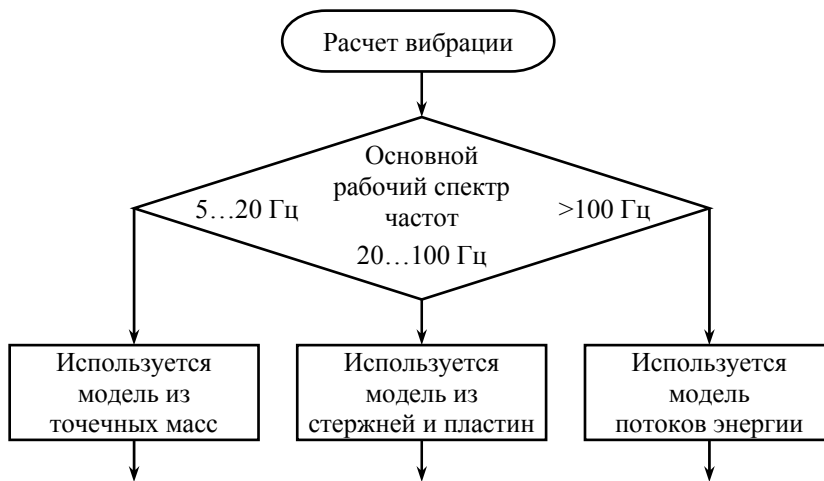 Расчет вибрации
Основной
рабочий спектр
частот
5…20 Гц
>100 Гц
20…100 Гц
Используется
модель из
точечных масс
Используется
модель из
стержней и пластин
Используется
модель
потоков энергии